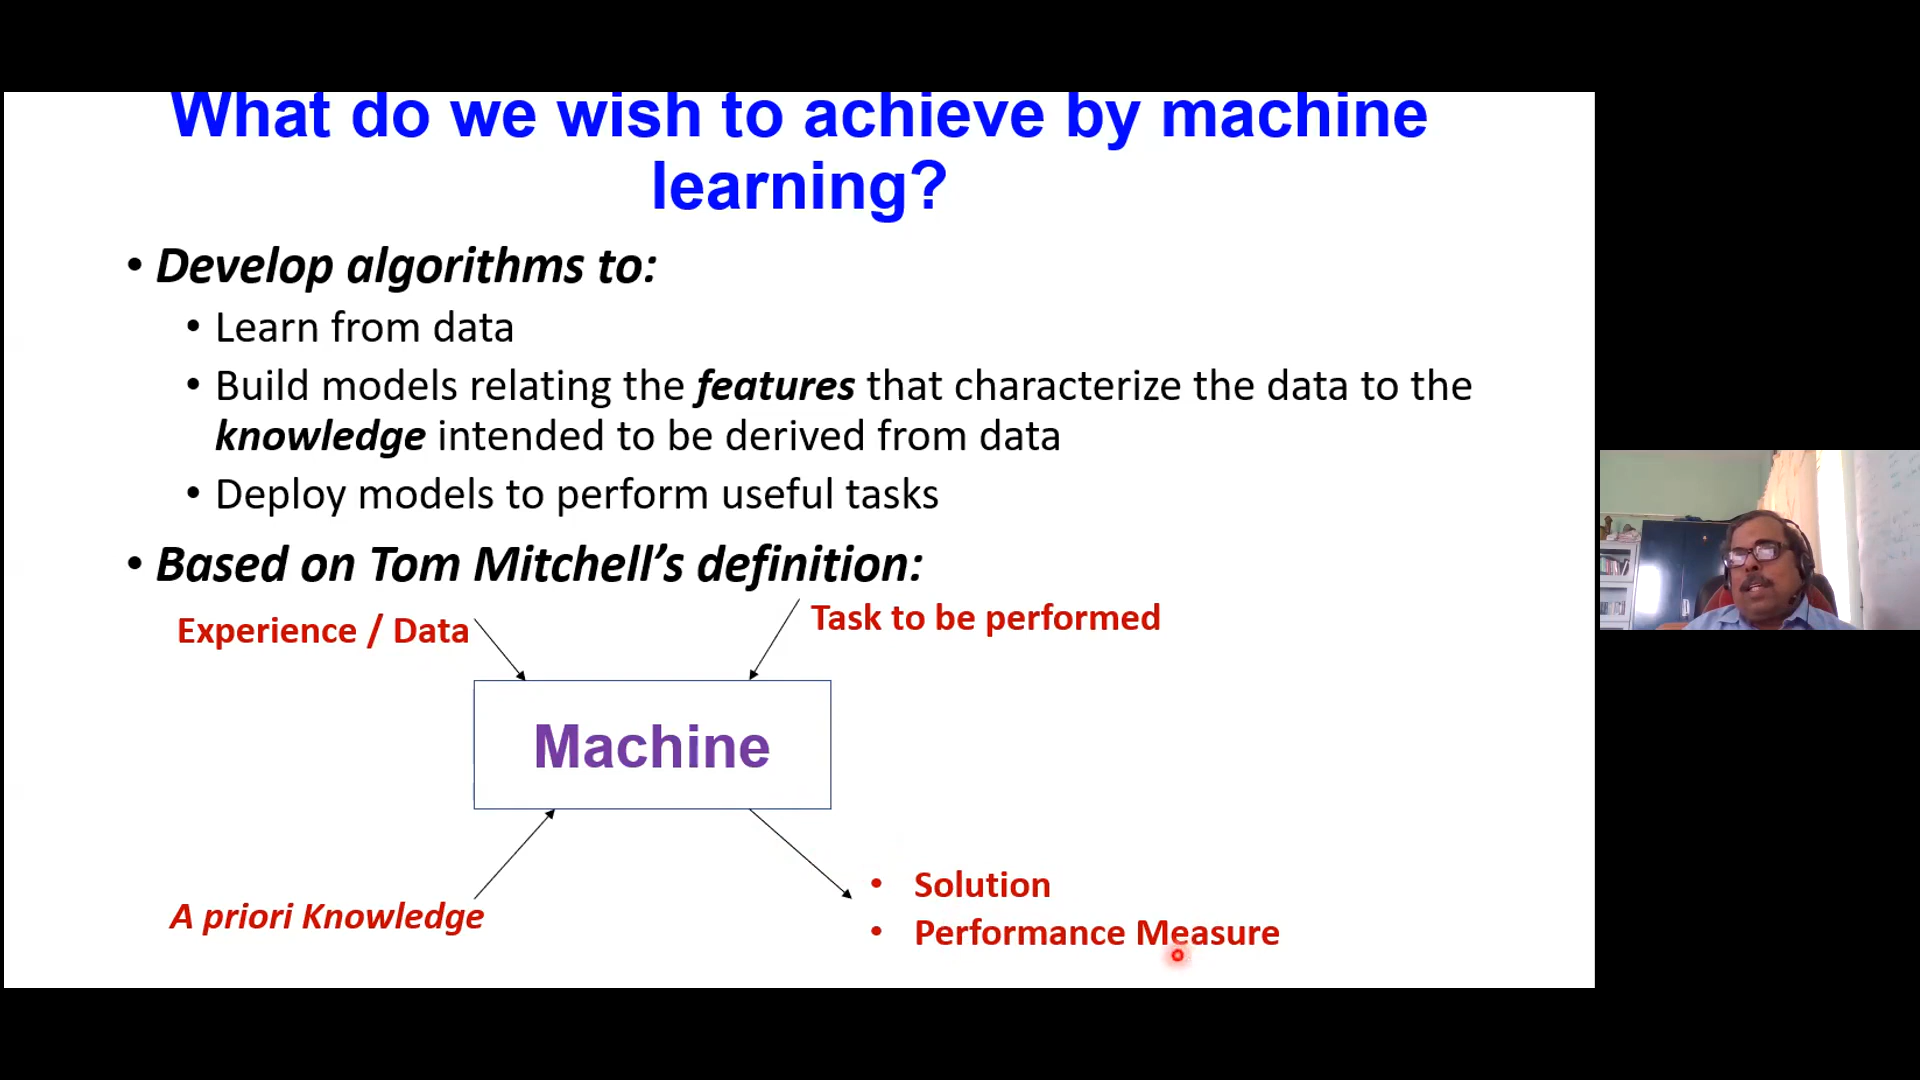 What do we wish to achieve by machine
learning?
• Develop algorithms to:
• Learn from data
• Build models relating the features that characterize the data to the
knowledge intended to be derived from data
• Deploy models to perform useful tasks
• Based on Tom Mitchell’s definition:
Experience / Data
Task to be performed
Machine
A priori Knowledge
• Solution
• Performance Measure